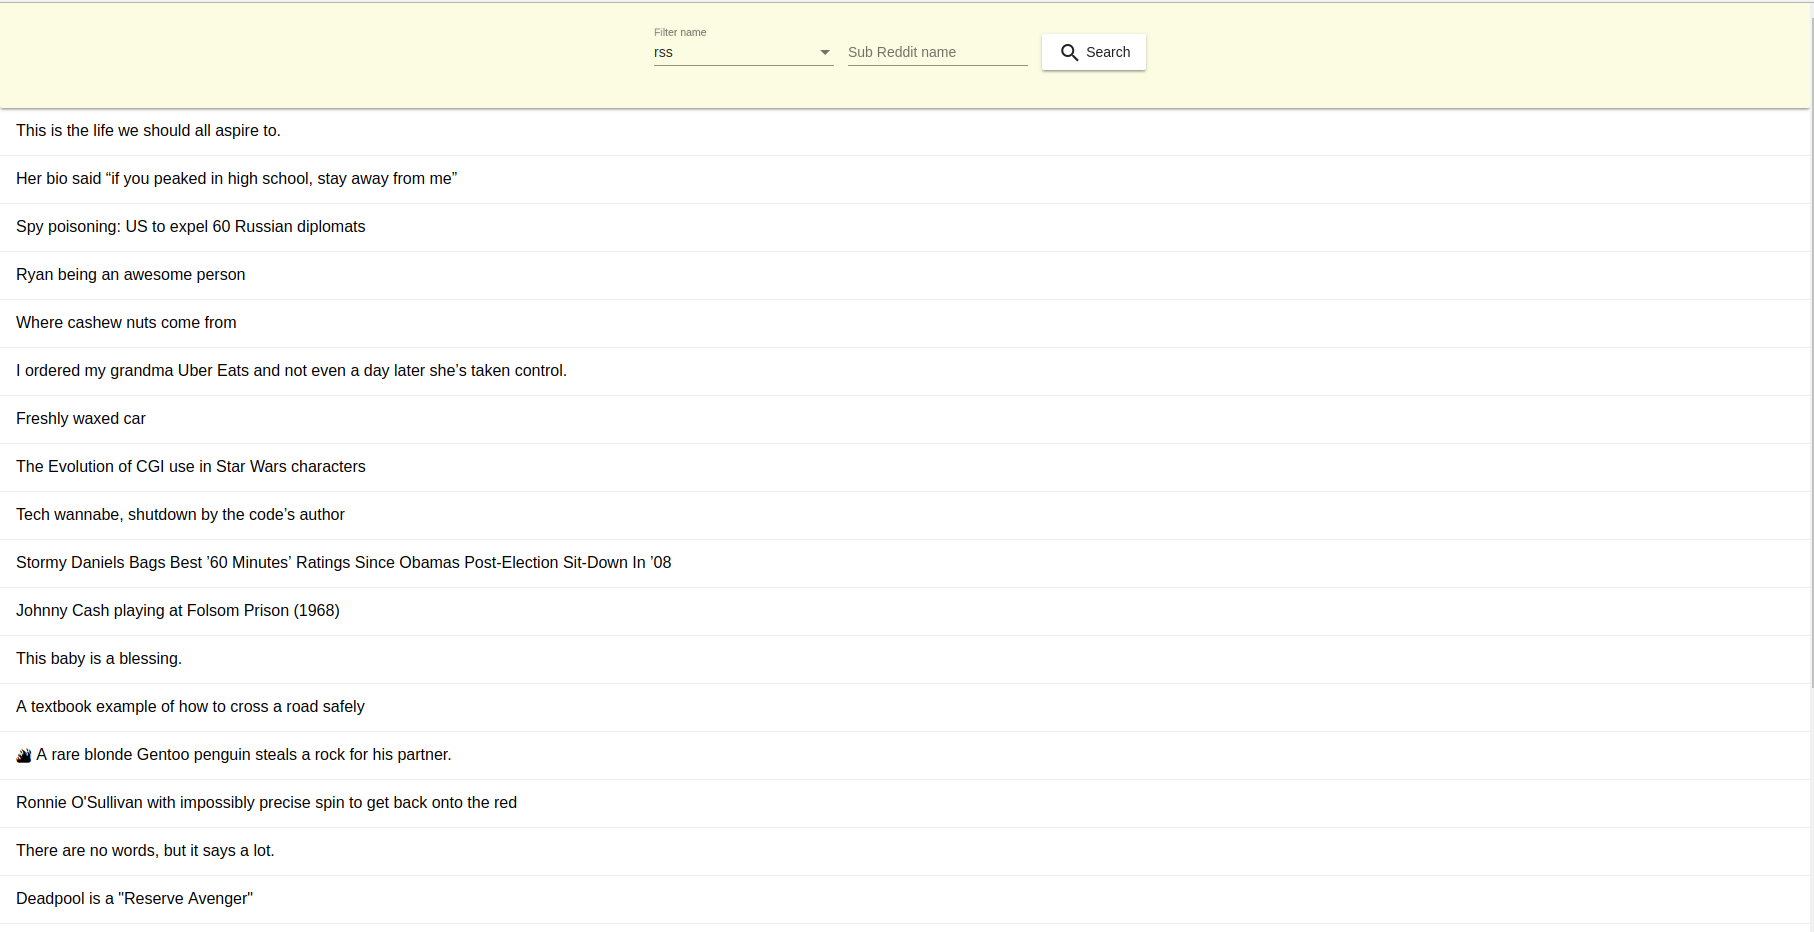 Filter name
rss
Sub Reddit name
Search
This is the life we should all aspire to.
Her bio said “if you peaked in high school, stay away from me”
Spy poisoning: US to expel 60 Russian diplomats
Ryan being an awesome person
Where cashew nuts come from
I ordered my grandma Uber Eats and not even a day later she’s taken control.
Freshly waxed car
The Evolution of CGI use in Star Wars characters
Tech wannabe, shutdown by the code’s author
Stormy Daniels Bags Best ’60 Minutes’ Ratings Since Obamas Post-Election Sit-Down In ’08
Johnny Cash playing at Folsom Prison (1968)
This baby is a blessing.
A textbook example of how to cross a road safely
🔥 A rare blonde Gentoo penguin steals a rock for his partner.
Ronnie O'Sullivan with impossibly precise spin to get back onto the red
There are no words, but it says a lot.
Deadpool is a "Reserve Avenger"